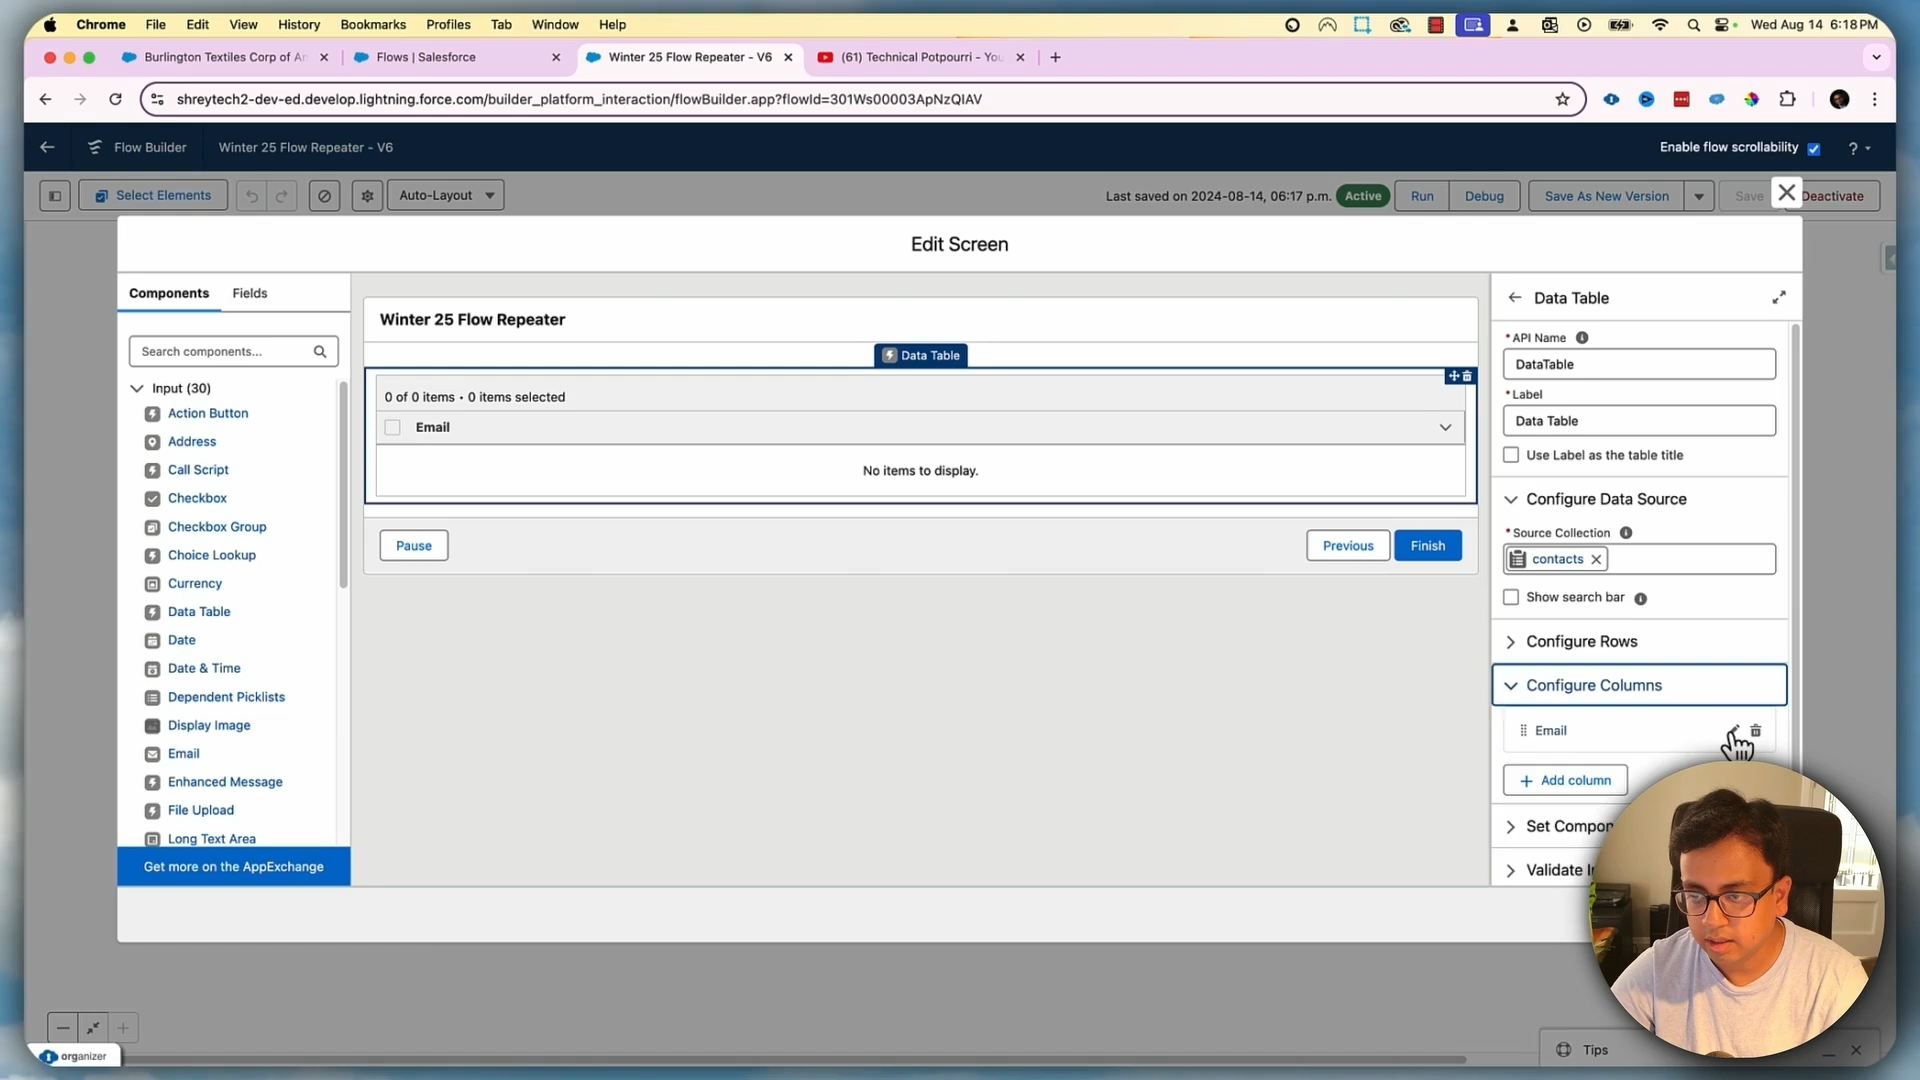 Chrome File Edit View History Bookmarks Profiles Tab Window Help Wed Aug 14 6:18 PM
Burlington Textiles Corp of Am Flows | Salesforce Winter 25 Flow Repeater - V6 (61) Technical Potpourri - You
shreytech2-dev-ed.develop.lightning.force.com/builder_platform_interaction/flowBuilder.app?flowId=301Ws00003ApNzQIAV
Flow Builder Winter 25 Flow Repeater - V6 Enable flow scrollability ?
Select Elements Auto-Layout Last saved on 2024-08-14, 06:17 p.m. Active Run Debug Save As New Version Save Deactivate
Edit Screen
Components Fields
Search components...
Input (30)
Action Button
Address
Call Script
Checkbox
Checkbox Group
Choice Lookup
Currency
Data Table
Date
Date & Time
Dependent Picklists
Display Image
Email
Enhanced Message
File Upload
Long Text Area
Get more on the AppExchange
Winter 25 Flow Repeater
Data Table
0 of 0 items • 0 items selected
Email
No items to display.
Pause Previous Finish
Data Table
* API Name
DataTable
* Label
Data Table
Use Label as the table title
Configure Data Source
* Source Collection
contacts
Show search bar
Configure Rows
Configure Columns
Email
Add column
Set Compon
Validate
organizer
Tips